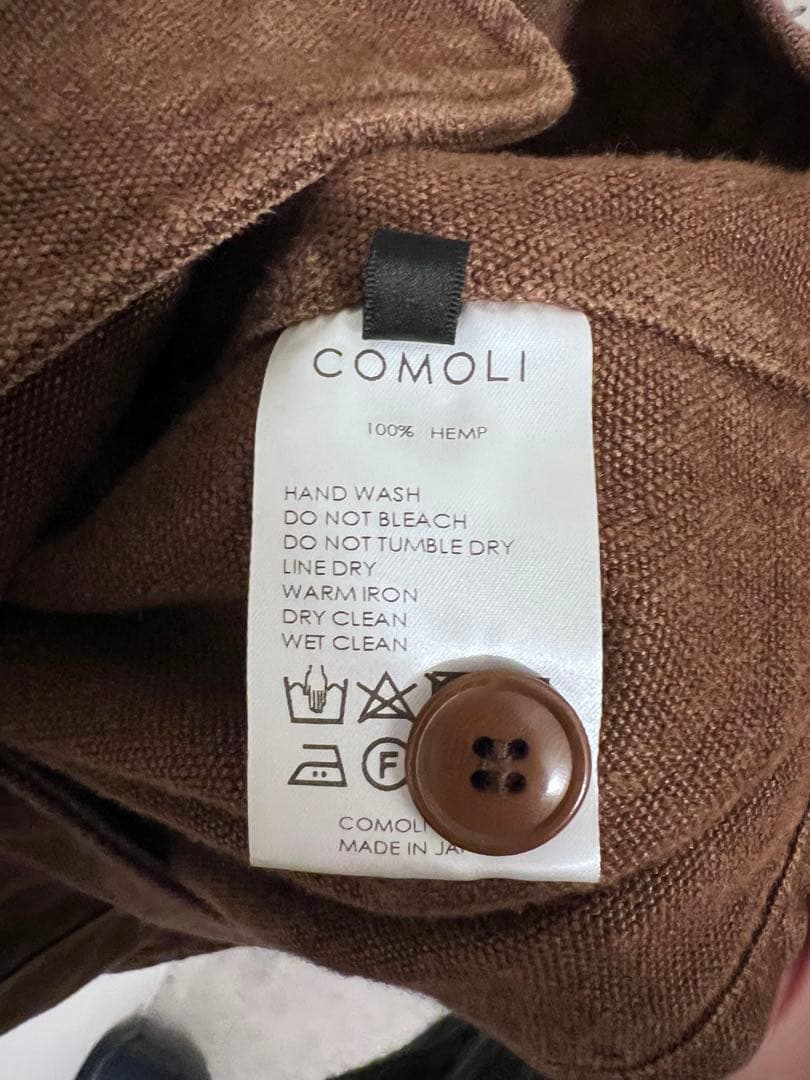 COMOLI
100% HEMP
HAND WASH
DO NOT BLEACH
DO NOT TUMBLE DRY
LINE DRY
WARM IRON
DRY CLEAN
WET CLEAN
F
COMOLI
MADE IN